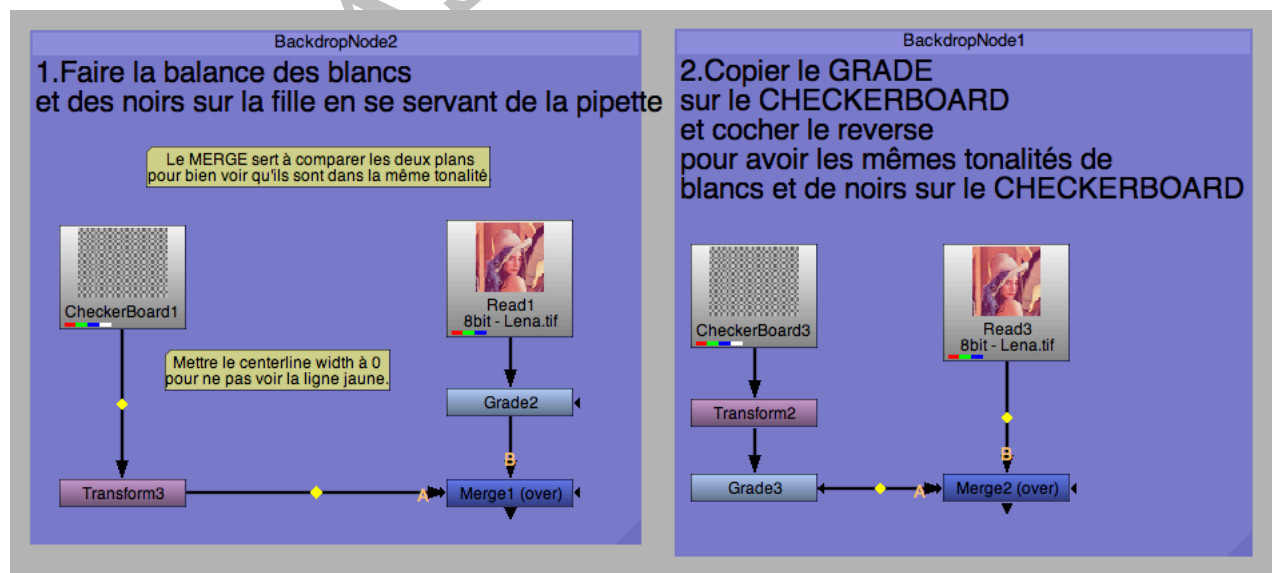 BackdropNode2
1.Faire la balance des blancs
et des noirs sur la fille en se servant de la pipette
Le MERGE sert à comparer les deux plans
pour bien voir qu'ils sont dans la même tonalité.
CheckerBoard1
Read1
8bit - Lena.tif
Mettre le centerline width à 0
pour ne pas voir la ligne jaune.
Grade2
B
Transform3
A
Merge1 (over)
BackdropNode1
2.Copier le GRADE
sur le CHECKERBOARD
et cocher le reverse
pour avoir les mêmes tonalités de
blancs et de noirs sur le CHECKERBOARD
CheckerBoard3
Read3
8bit - Lena.tif
Transform2
B
Grade3
A
Merge2 (over)